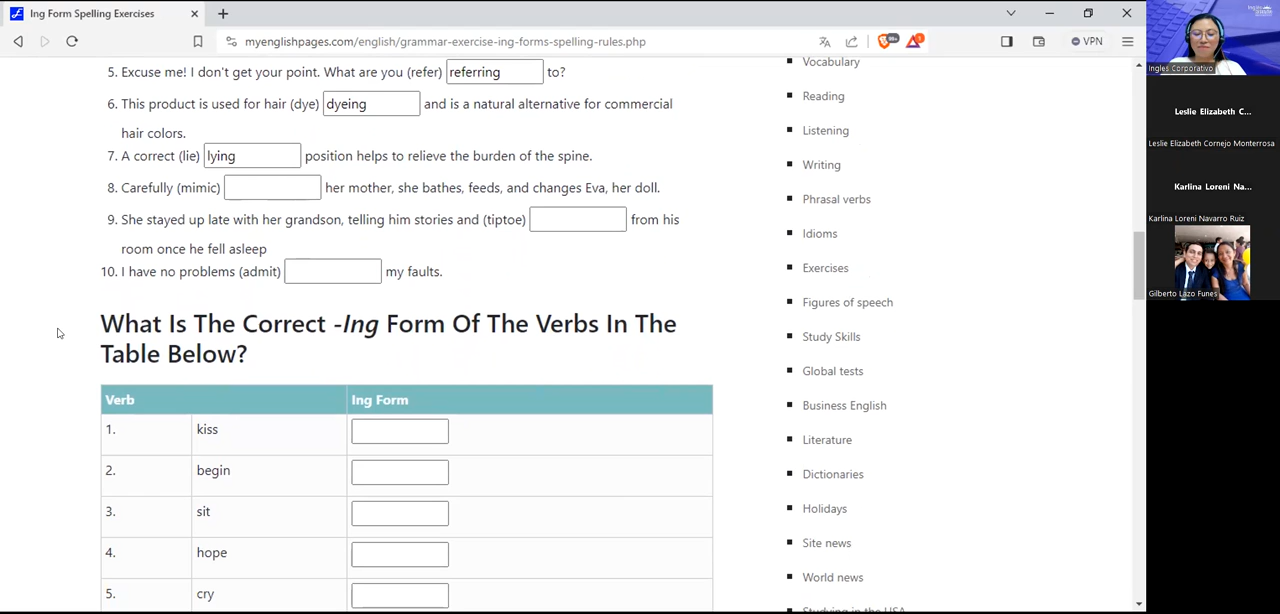 Ing Form Spelling Exercises
myenglishpages.com/english/grammar-exercise-ing-forms-spelling-rules.php
VPN
5. Excuse me! I don't get your point. What are you (refer) referring to?
6. This product is used for hair (dye) dyeing and is a natural alternative for commercial
hair colors.
7. A correct (lie) lying position helps to relieve the burden of the spine.
8. Carefully (mimic) her mother, she bathes, feeds, and changes Eva, her doll.
9. She stayed up late with her grandson, telling him stories and (tiptoe) from his
room once he fell asleep
10. I have no problems (admit) my faults.
What Is The Correct -Ing Form Of The Verbs In The
Table Below?
Verb Ing Form
1. kiss
2. begin
3. sit
4. hope
5. cry
Vocabulary
Reading
Listening
Writing
Phrasal verbs
Idioms
Exercises
Figures of speech
Study Skills
Global tests
Business English
Literature
Dictionaries
Holidays
Site news
World news
Studying in the USA
Ingles Corporativo
Leslie Elizabeth C...
Leslie Elizabeth Cornejo Monterrosa
Karlina Loreni Na...
Karlina Loreni Navarro Ruiz
Gilberto Lazo Funes